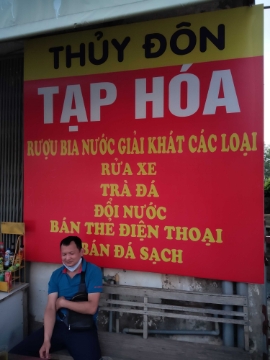 THỦY ĐÔN
TẠP HÓA
RƯỢU BIA NƯỚC GIẢI KHÁT CÁC LOẠI
RỬA XE
TRÀ ĐÁ
ĐỔI NƯỚC
BÁN THẺ ĐIỆN THOẠI
BÁN ĐÁ SẠCH